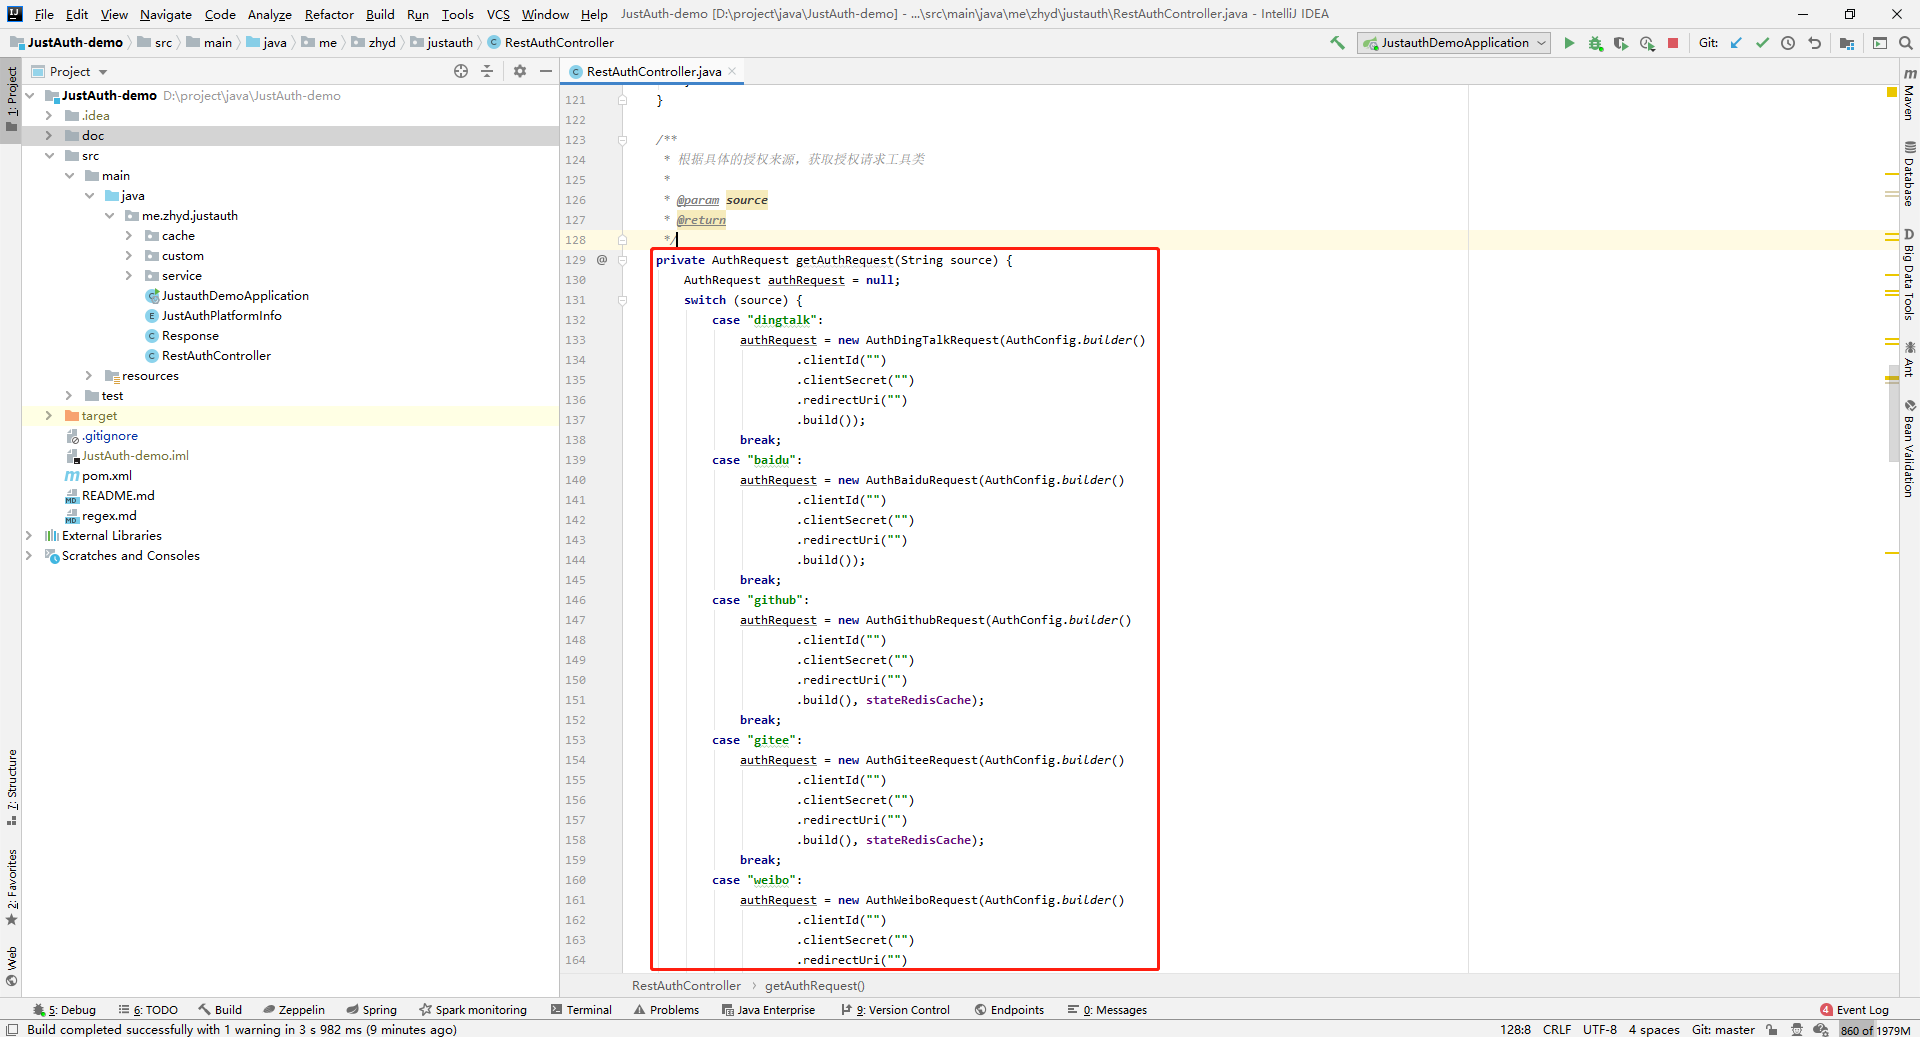 File Edit View Navigate Code Analyze Refactor Build Run Tools VCS Window Help JustAuth-demo [D:\project\java\JustAuth-demo] - ...\src\main\java\me\zhyd\justauth\RestAuthController.java - IntelliJ IDEA
JustAuth-demo src main java me zhyd justauth RestAuthController JustauthDemoApplication Git:
Project
RestAuthController.java
1: Project
7: Structure
2: Favorites
Web
JustAuth-demo D:\project\java\JustAuth-demo
.idea
doc
src
main
java
me.zhyd.justauth
cache
custom
service
JustauthDemoApplication
JustAuthPlatformInfo
Response
RestAuthController
resources
test
target
.gitignore
JustAuth-demo.iml
pom.xml
README.md
regex.md
External Libraries
Scratches and Consoles
121 }
122
123 /**
124 * 根据具体的授权来源，获取授权请求工具类
125 *
126 * @param source
127 * @return
128 */
129 @ private AuthRequest getAuthRequest(String source) {
130 AuthRequest authRequest = null;
131 switch (source) {
132 case "dingtalk":
133 authRequest = new AuthDingTalkRequest(AuthConfig.builder()
134 .clientId("")
135 .clientSecret("")
136 .redirectUri("")
137 .build());
138 break;
139 case "baidu":
140 authRequest = new AuthBaiduRequest(AuthConfig.builder()
141 .clientId("")
142 .clientSecret("")
143 .redirectUri("")
144 .build());
145 break;
146 case "github":
147 authRequest = new AuthGithubRequest(AuthConfig.builder()
148 .clientId("")
149 .clientSecret("")
150 .redirectUri("")
151 .build(), stateRedisCache);
152 break;
153 case "gitee":
154 authRequest = new AuthGiteeRequest(AuthConfig.builder()
155 .clientId("")
156 .clientSecret("")
157 .redirectUri("")
158 .build(), stateRedisCache);
159 break;
160 case "weibo":
161 authRequest = new AuthWeiboRequest(AuthConfig.builder()
162 .clientId("")
163 .clientSecret("")
164 .redirectUri("")
RestAuthController getAuthRequest()
Maven
Database
Big Data Tools
Ant
Bean Validation
5: Debug 6: TODO Build Zeppelin Spring Spark monitoring Terminal Problems Java Enterprise 9: Version Control Endpoints 0: Messages 4 Event Log
Build completed successfully with 1 warning in 3 s 982 ms (9 minutes ago) 128:8 CRLF UTF-8 4 spaces Git: master 860 of 1979M